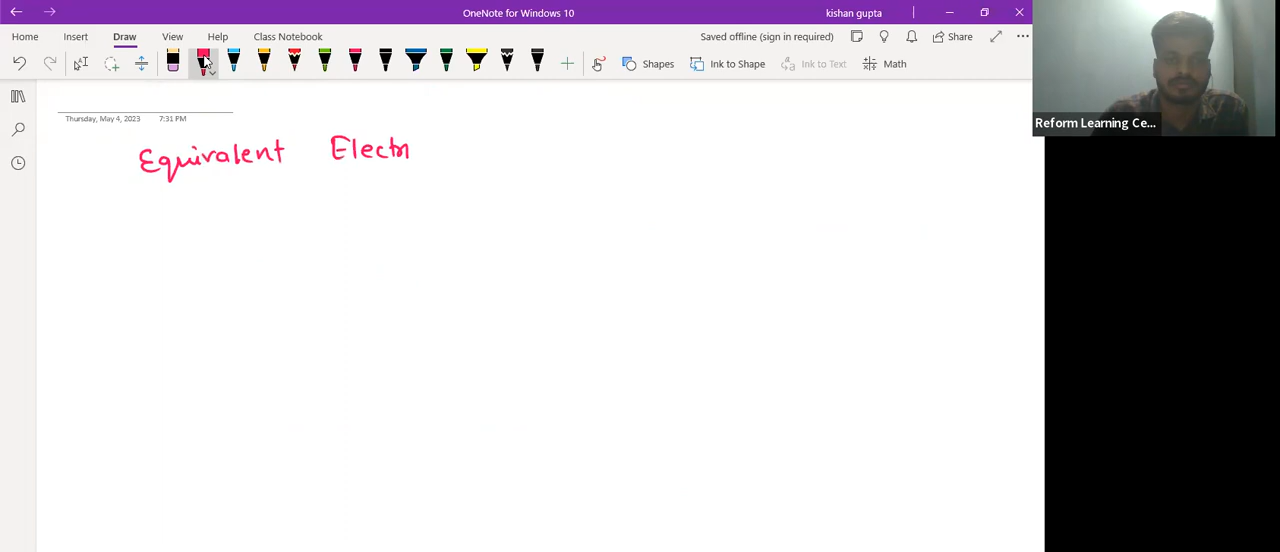 OneNote for Windows 10
kishan gupta
Home Insert Draw View Help Class Notebook
Saved offline (sign in required) Share
Shapes Ink to Shape Ink to Text Math
Thursday, May 4, 2023 7:31 PM
Equivalent Electr
Reform Learning Ce...